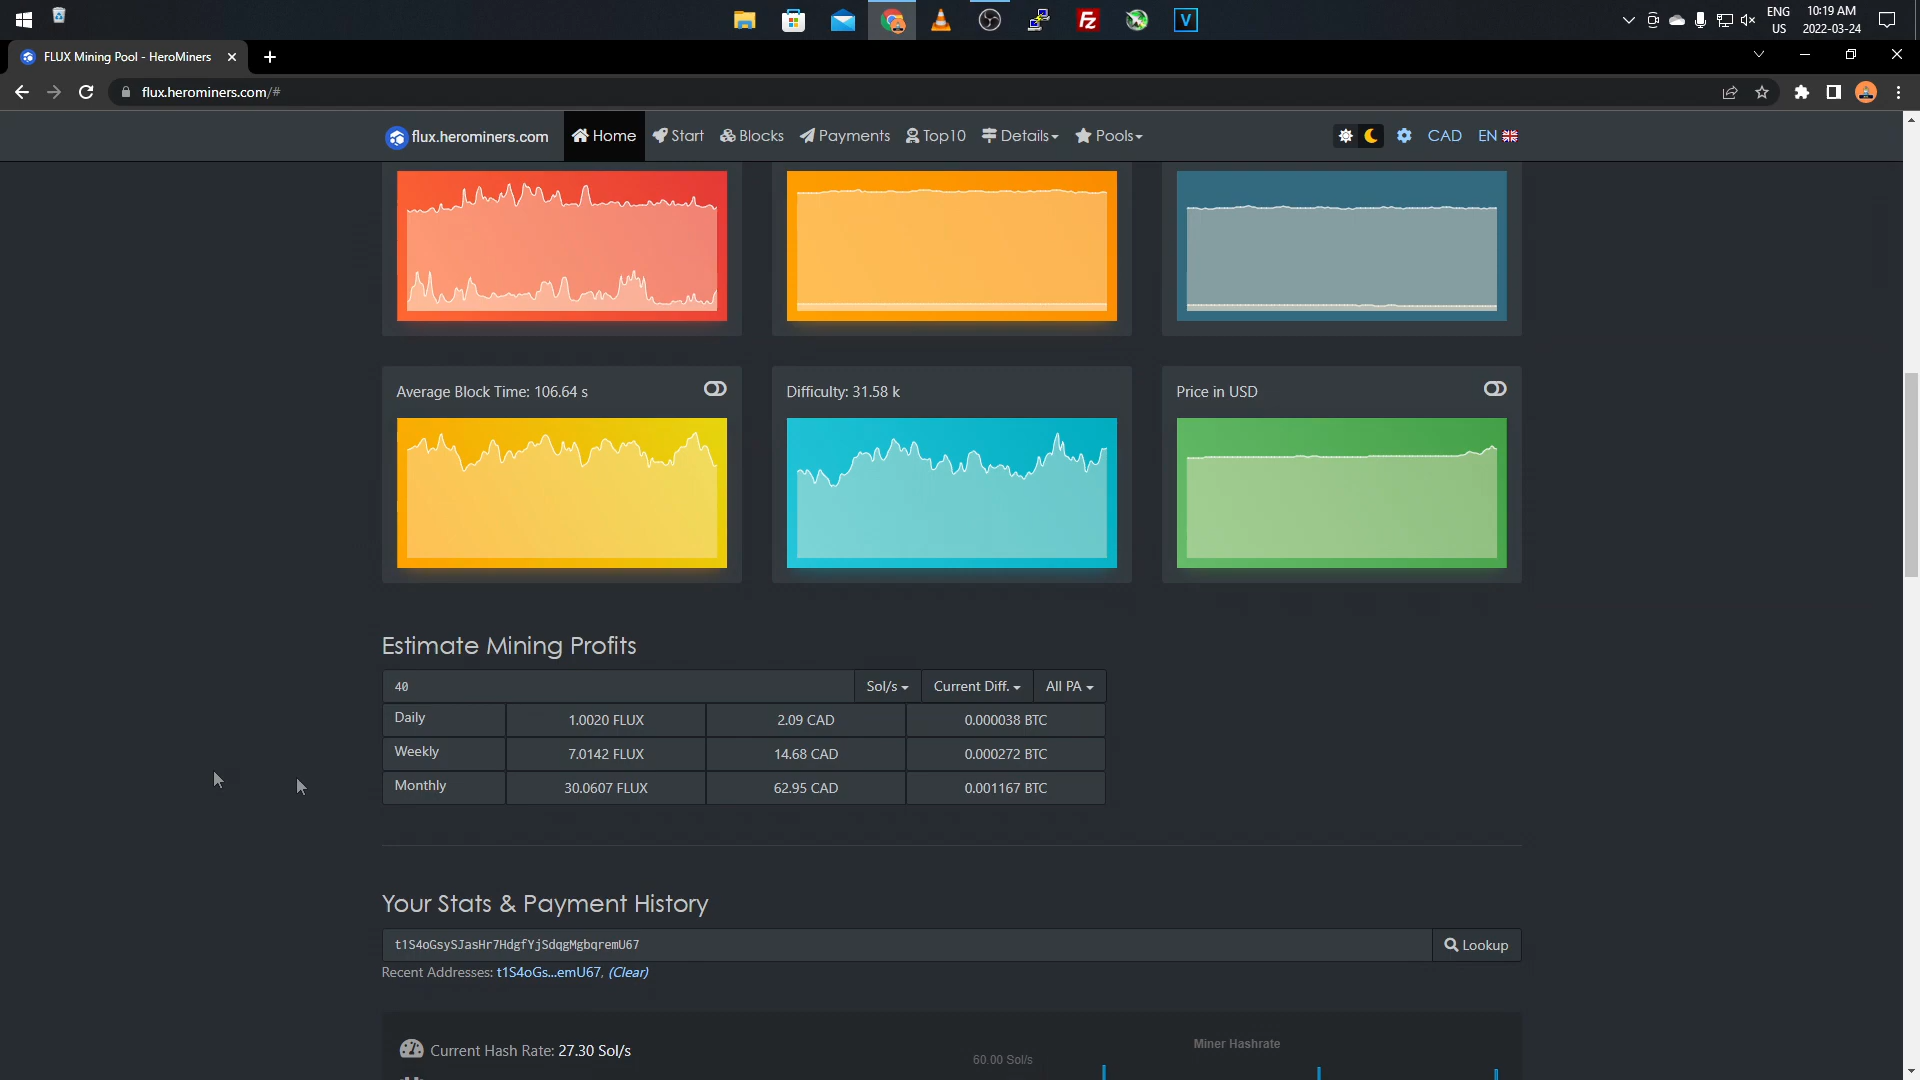 ENG
US
10:19 AM
2022-03-24
FLUX Mining Pool - HeroMiners
flux.herominers.com/#
flux.herominers.com
Home
Start
Blocks
Payments
Top10
Details
Pools
CAD
EN
Average Block Time: 106.64 s
Difficulty: 31.58 k
Price in USD
Estimate Mining Profits
40 Sol/s Current Diff. All PA
Daily 1.0020 FLUX 2.09 CAD 0.000038 BTC
Weekly 7.0142 FLUX 14.68 CAD 0.000272 BTC
Monthly 30.0607 FLUX 62.95 CAD 0.001167 BTC
Your Stats & Payment History
t1S4oGsySJasHr7HdgfYjSdqgMgbqremU67 Lookup
Recent Addresses: t1S4oGs...emU67, (Clear)
Current Hash Rate: 27.30 Sol/s
Miner Hashrate
60.00 Sol/s